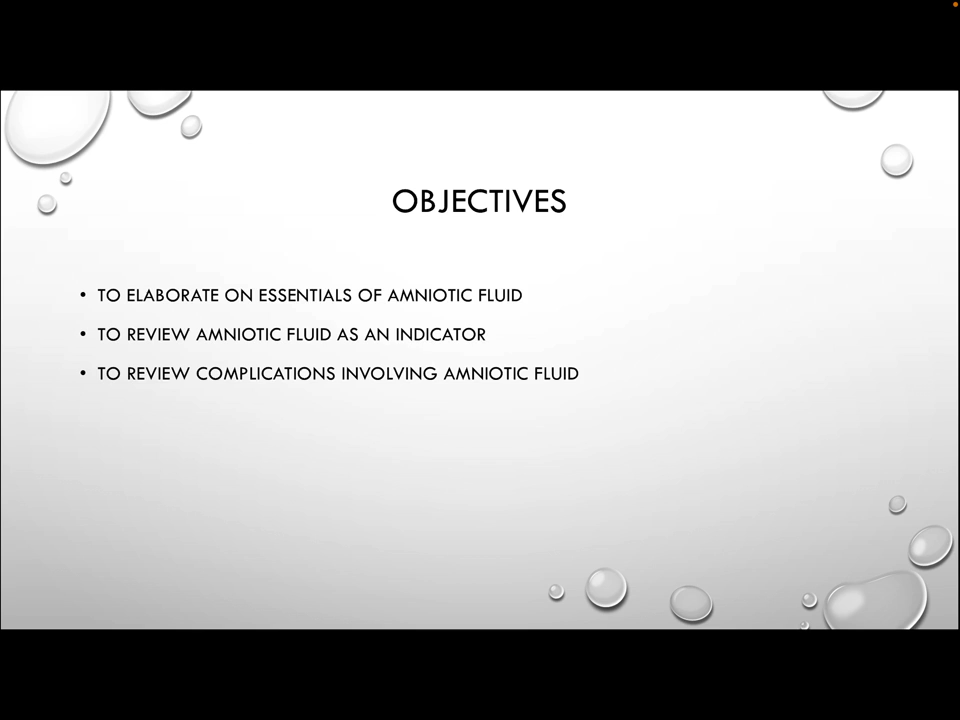 OBJECTIVES
• TO ELABORATE ON ESSENTIALS OF AMNIOTIC FLUID
• TO REVIEW AMNIOTIC FLUID AS AN INDICATOR
• TO REVIEW COMPLICATIONS INVOLVING AMNIOTIC FLUID